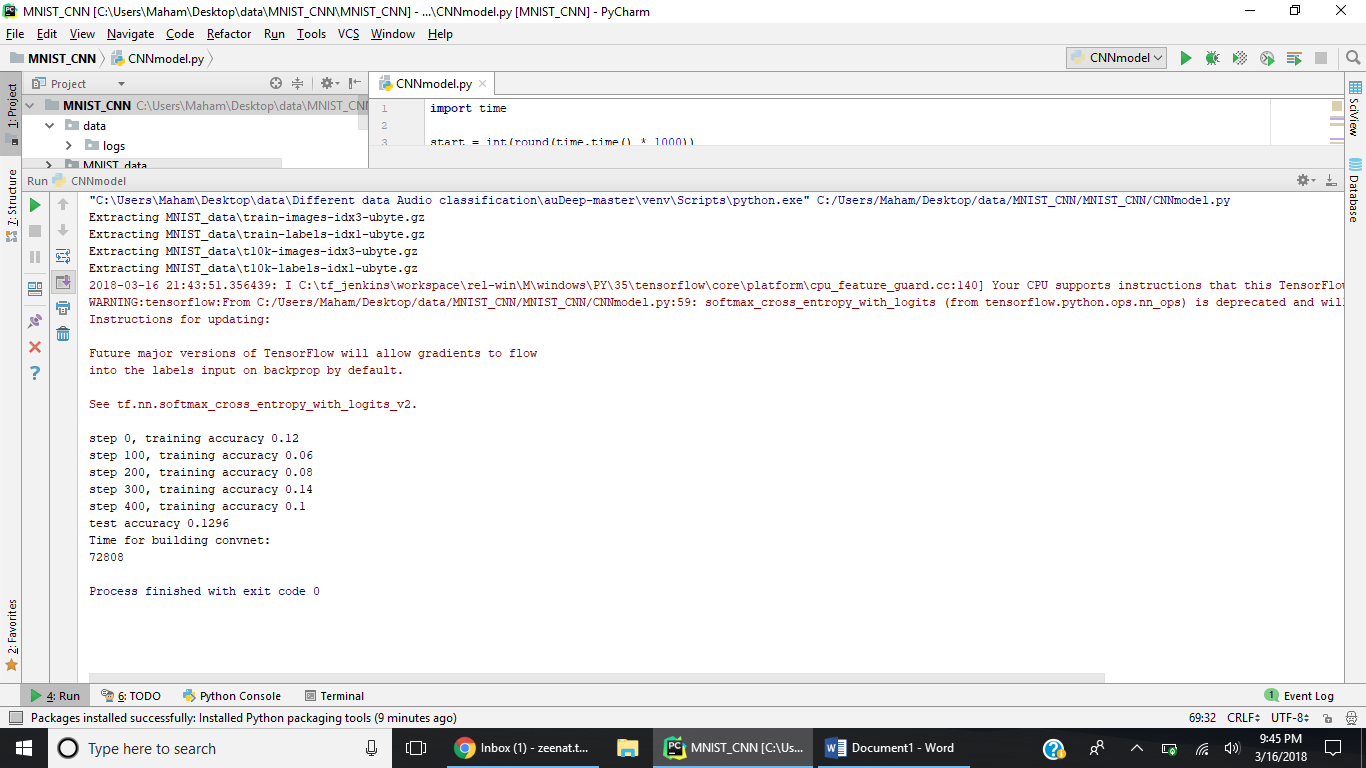 MNIST_CNN [C:\Users\Maham\Desktop\data\MNIST_CNN\MNIST_CNN] - ...\CNNmodel.py [MNIST_CNN] - PyCharm
File Edit View Navigate Code Refactor Run Tools VCS Window Help
MNIST_CNN CNNmodel.py CNNmodel
Project CNNmodel.py
MNIST_CNN C:\Users\Maham\Desktop\data\MNIST_CNN
data
logs
MNIST_data
1 import time
2
3 start = int(round(time.time() * 1000))
1: Project
7: Structure
2: Favorites
SciView
Database
Run CNNmodel
"C:\Users\Maham\Desktop\data\Different data Audio classification\auDeep-master\venv\Scripts\python.exe" C:/Users/Maham/Desktop/data/MNIST_CNN/MNIST_CNN/CNNmodel.py
Extracting MNIST_data\train-images-idx3-ubyte.gz
Extracting MNIST_data\train-labels-idx1-ubyte.gz
Extracting MNIST_data\t10k-images-idx3-ubyte.gz
Extracting MNIST_data\t10k-labels-idx1-ubyte.gz
2018-03-16 21:43:51.356439: I C:\tf_jenkins\workspace\rel-win\M\windows\PY\35\tensorflow\core\platform\cpu_feature_guard.cc:140] Your CPU supports instructions that this TensorFlow
WARNING:tensorflow:From C:/Users/Maham/Desktop/data/MNIST_CNN/MNIST_CNN/CNNmodel.py:59: softmax_cross_entropy_with_logits (from tensorflow.python.ops.nn_ops) is deprecated and wil
Instructions for updating:
Future major versions of TensorFlow will allow gradients to flow
into the labels input on backprop by default.
See tf.nn.softmax_cross_entropy_with_logits_v2.
step 0, training accuracy 0.12
step 100, training accuracy 0.06
step 200, training accuracy 0.08
step 300, training accuracy 0.14
step 400, training accuracy 0.1
test accuracy 0.1296
Time for building convnet:
72808
Process finished with exit code 0
4: Run 6: TODO Python Console Terminal 1 Event Log
Packages installed successfully: Installed Python packaging tools (9 minutes ago) 69:32 CRLF UTF-8
Type here to search Inbox (1) - zeenat.t... MNIST_CNN [C:\Us... Document1 - Word 9:45 PM
3/16/2018